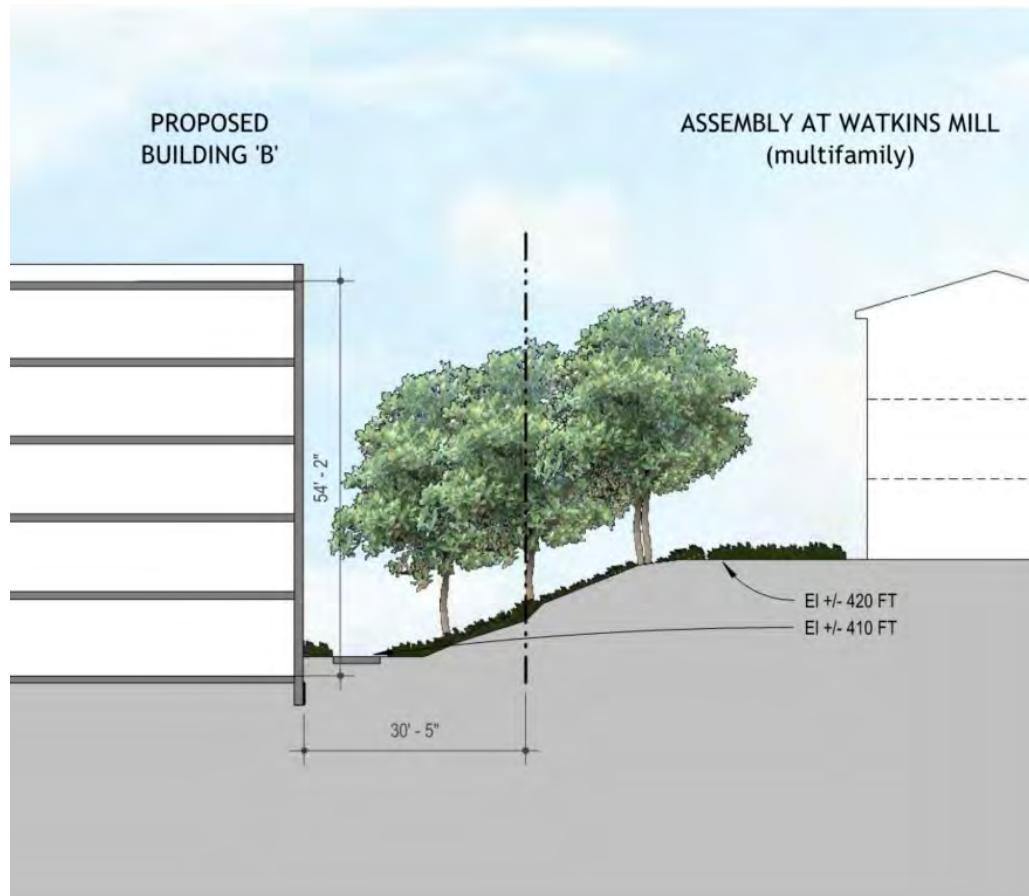 PROPOSED
BUILDING 'B'
ASSEMBLY AT WATKINS MILL
(multifamily)
54' - 2"
El +/- 420 FT
El +/- 410 FT
30' - 5"